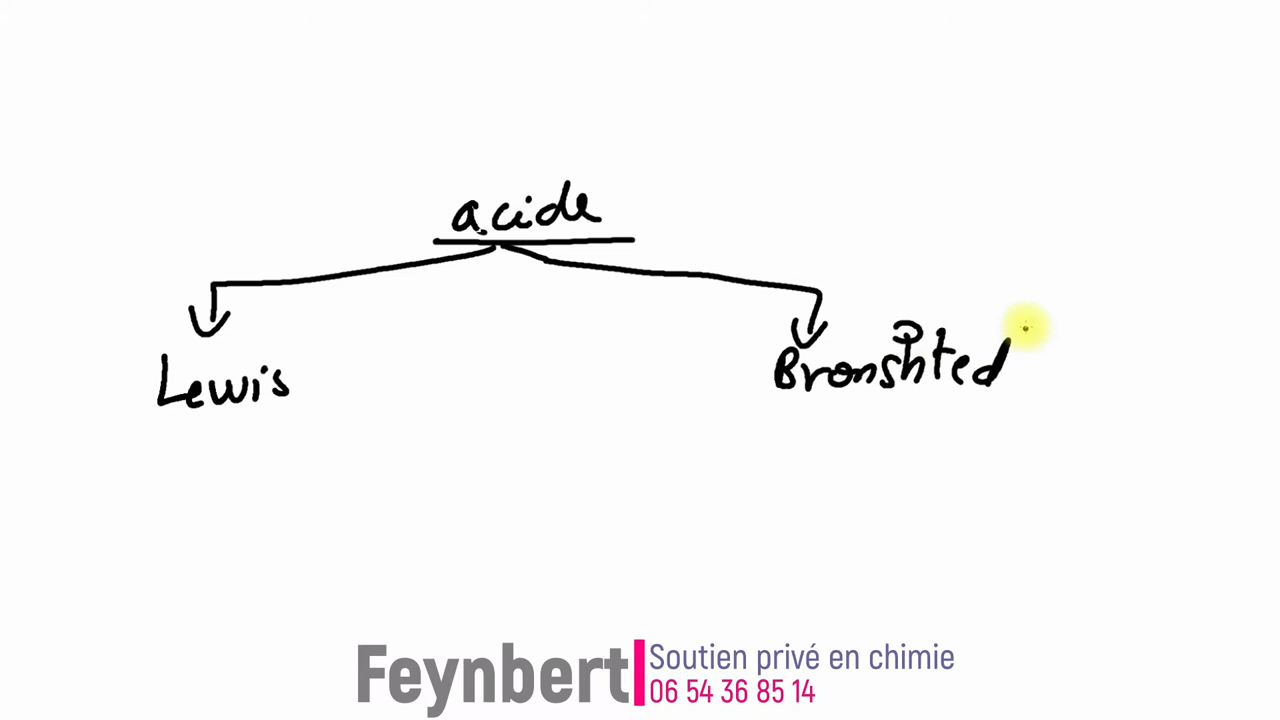 acide
Lewis
Bronshted
Feynbert
Soutien privé en chimie
06 54 36 85 14